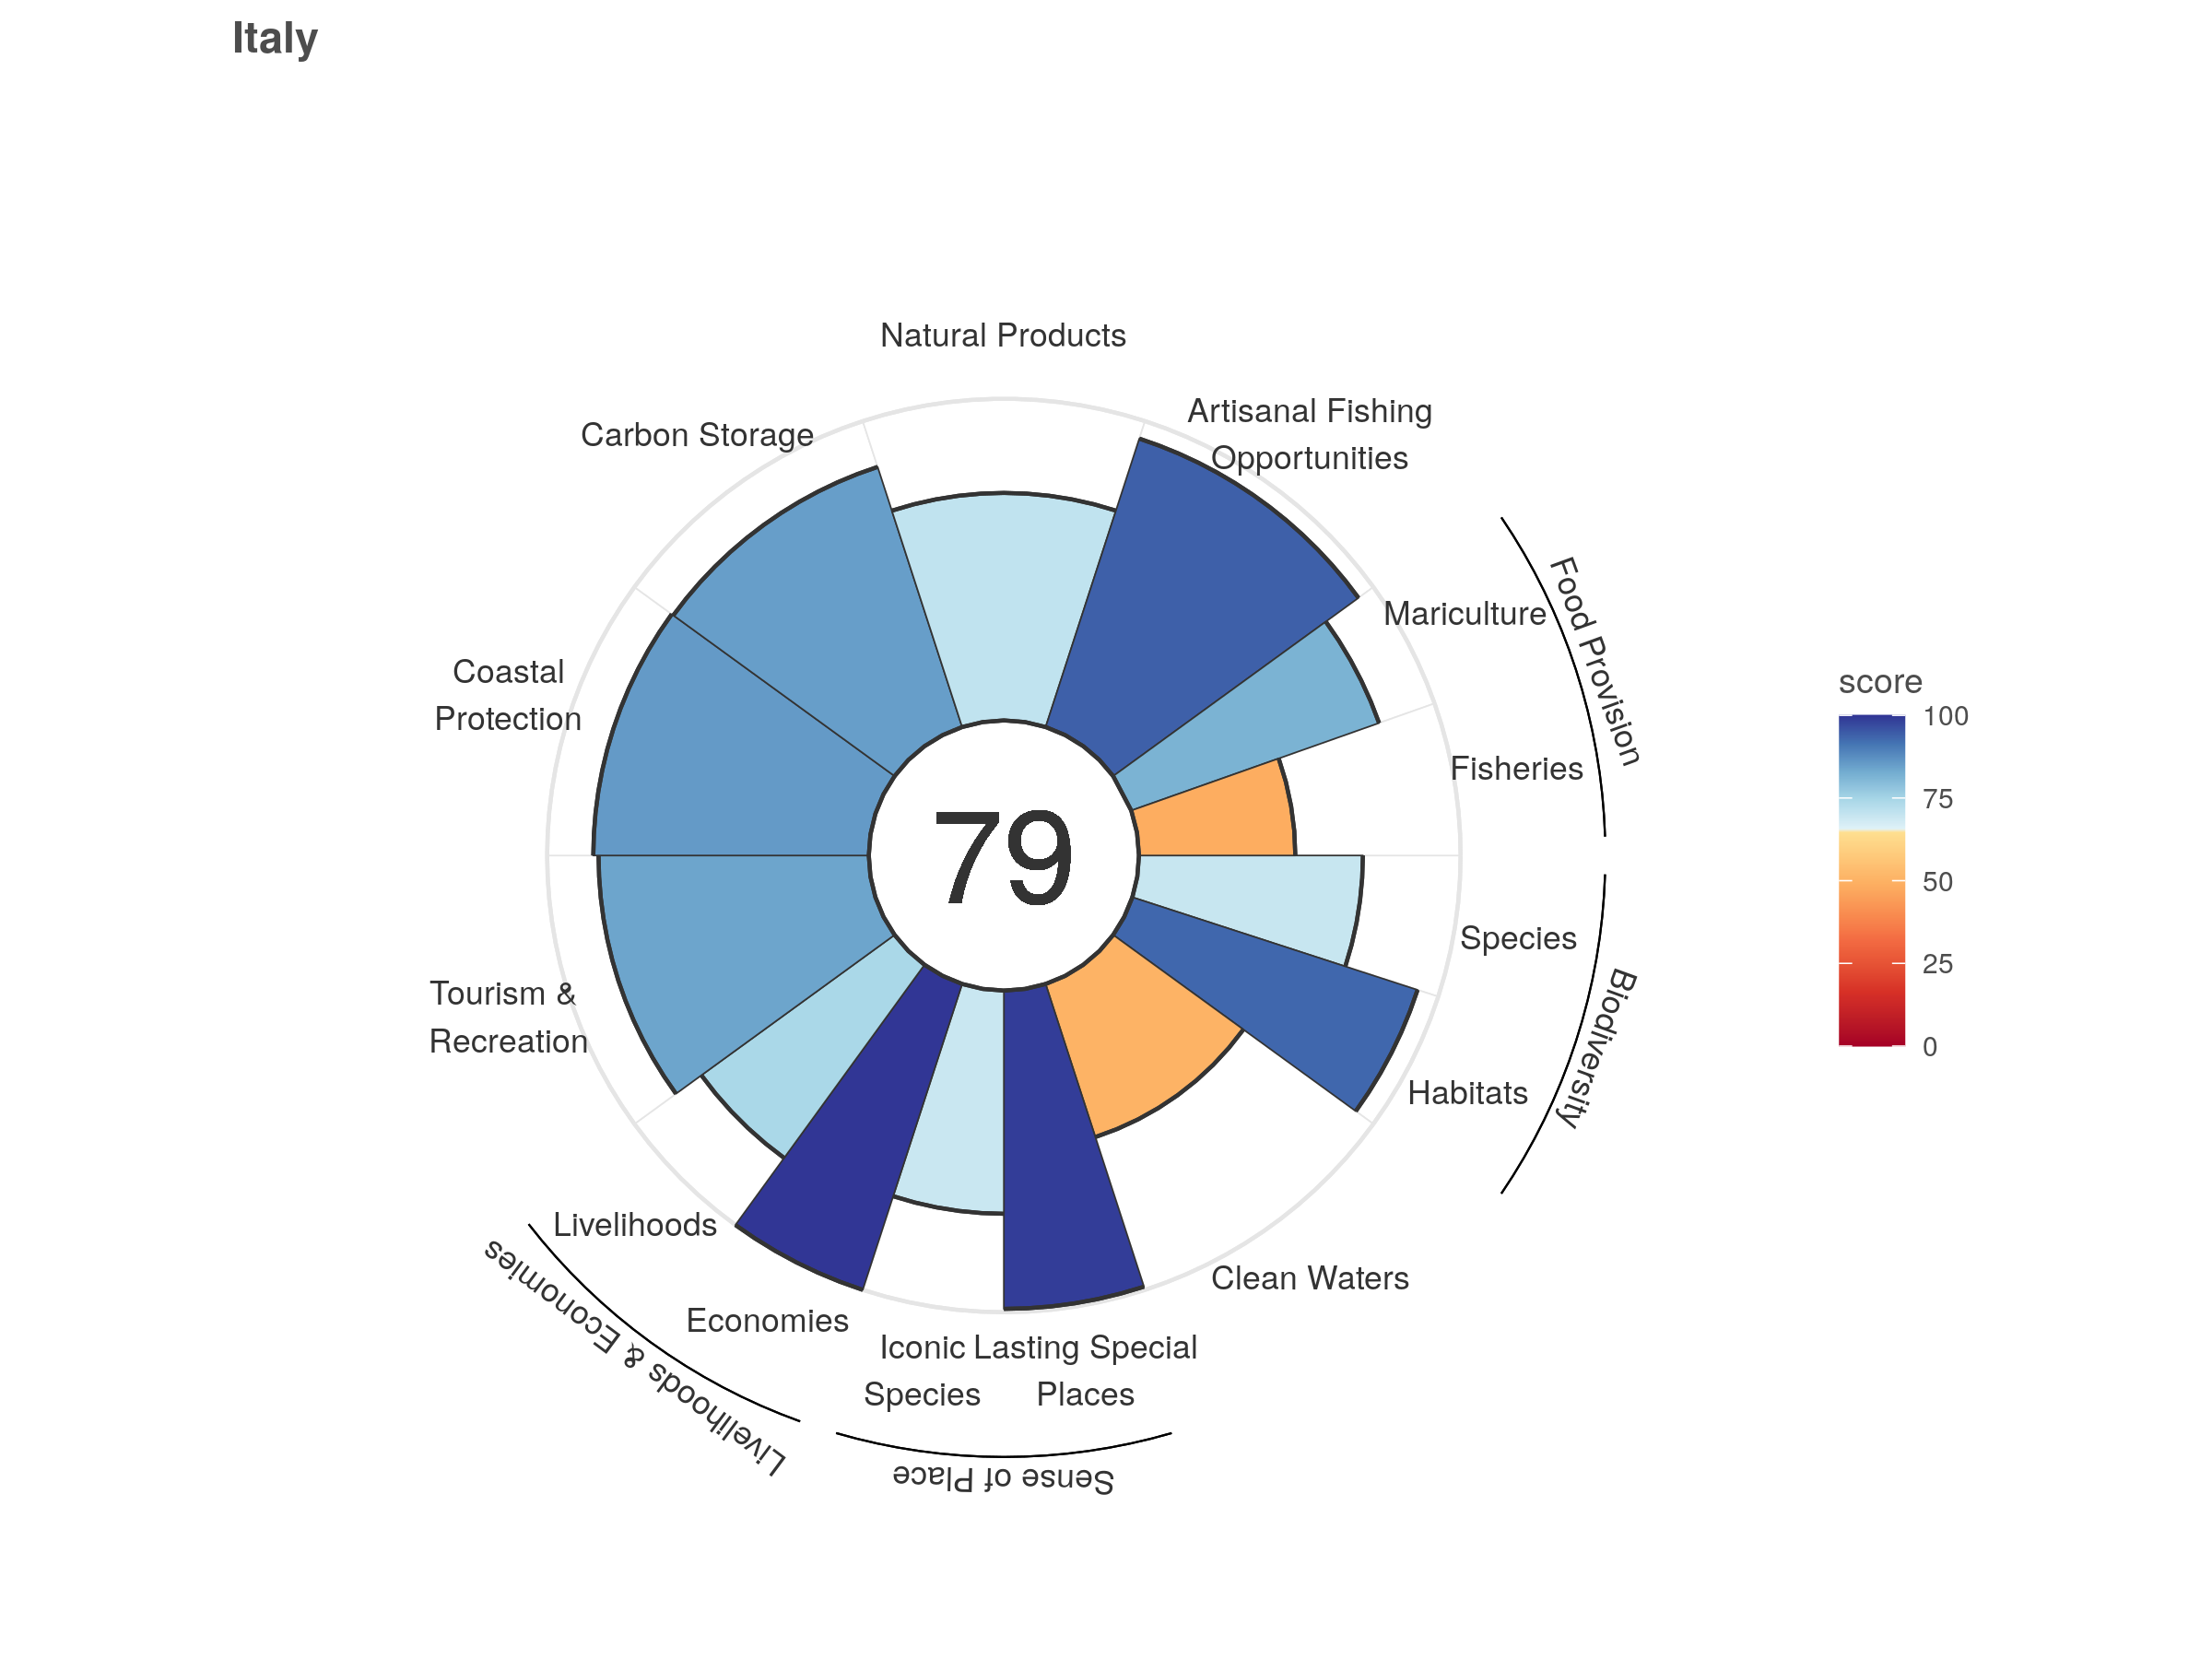 Italy
Natural Products
Artisanal Fishing
Opportunities
Carbon Storage
Mariculture
Food Provision
Coastal
Protection
Fisheries
79
Species
Biodiversity
Tourism &
Recreation
Habitats
Livelihoods
Clean Waters
Economies
Iconic
Species
Lasting Special
Places
Livelihoods & Economies
Sense of Place
score
100
75
50
25
0